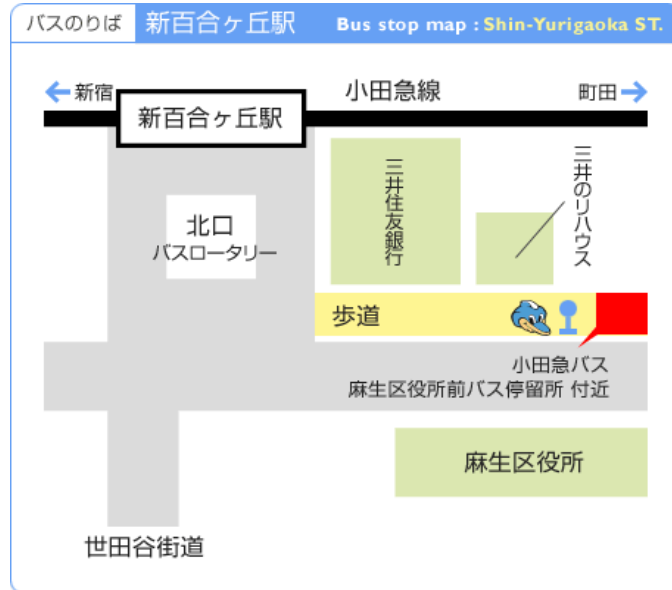 バスのりば
新百合ヶ丘駅
Bus stop map : Shin-Yurigaoka ST.
新宿
小田急線
町田
新百合ヶ丘駅
北口
バスロータリー
三井住友銀行
三井のリハウス
歩道
小田急バス
麻生区役所前バス停留所 付近
麻生区役所
世田谷街道